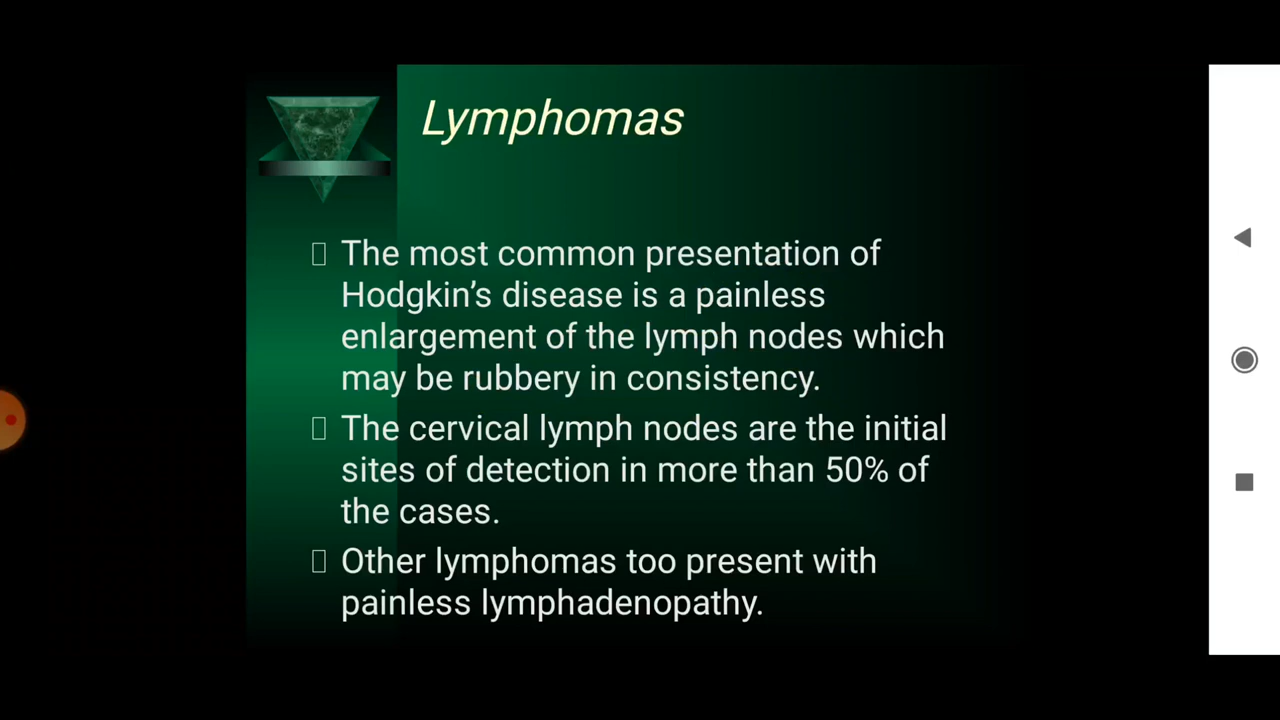 Lymphomas
The most common presentation of
Hodgkin’s disease is a painless
enlargement of the lymph nodes which
may be rubbery in consistency.
The cervical lymph nodes are the initial
sites of detection in more than 50% of
the cases.
Other lymphomas too present with
painless lymphadenopathy.